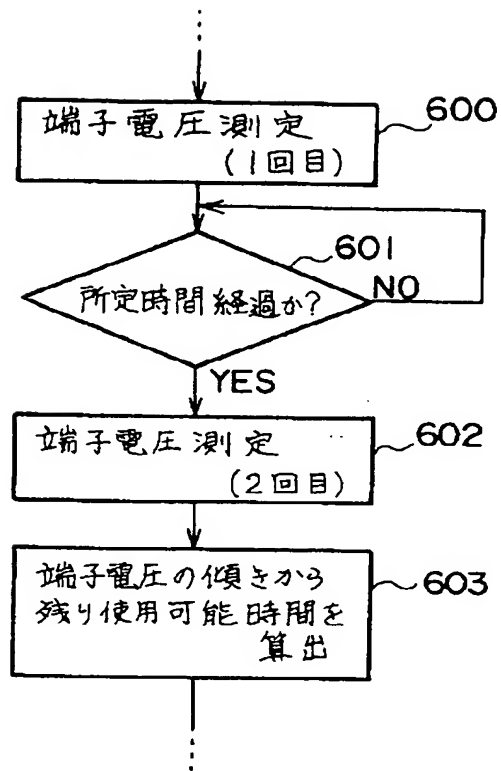 端子電圧測定
(1回目)
600
601
所定時間経過か?
NO
YES
端子電圧測定
(2回目)
602
端子電圧の傾きから
残り使用可能時間を
算出
603